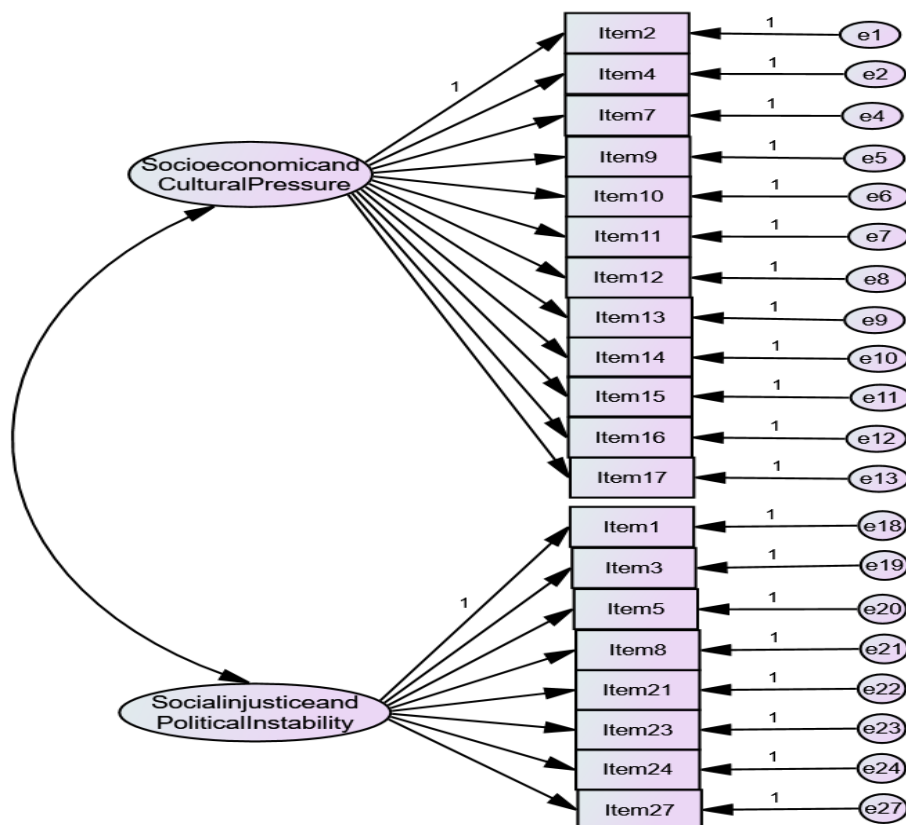 1 Item2 1 e1
Item4 1 e2
Item7 1 e4
Socioeconomicand
CulturalPressure
Item9 1 e5
Item10 1 e6
Item11 1 e7
Item12 1 e8
Item13 1 e9
Item14 1 e10
Item15 1 e11
Item16 1 e12
Item17 1 e13
1 Item1 1 e18
Item3 1 e19
Item5 1 e20
Item8 1 e21
Socialinjusticeand
PoliticalInstability
Item21 1 e22
Item23 1 e23
Item24 1 e24
Item27 1 e27